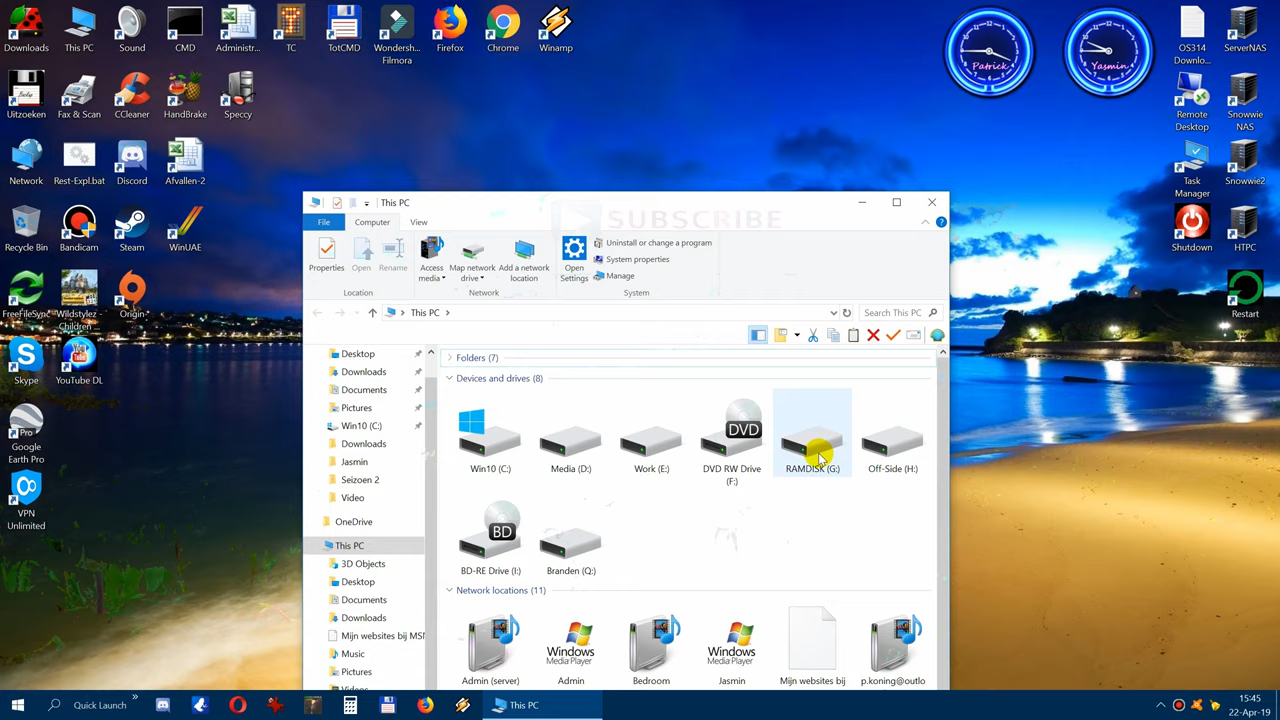 Downloads
This PC
Sound
CMD
Administr...
TC
TotCMD
Wondersh...
Filmora
Firefox
Chrome
Winamp
Patrick
Yasmin
OS314
Downlo...
ServerNAS
Uitzoeken
Fax & Scan
CCleaner
HandBrake
Speccy
Remote
Desktop
Snowwie
NAS
Network
Rest-Expl.bat
Discord
Afvallen-2
Task
Manager
Snowwie2
Recycle Bin
Bandicam
Steam
WinUAE
Shutdown
HTPC
FreeFileSync
Wildstylez -
Children
Origin
Restart
Skype
YouTube DL
Google
Earth Pro
VPN
Unlimited
This PC
SUBSCRIBE
File
Computer
View
Properties
Open
Rename
Access
media
Map network
drive
Add a network
location
Open
Settings
Uninstall or change a program
System properties
Manage
Location
Network
System
This PC
Search This PC
Desktop
Downloads
Documents
Pictures
Win10 (C:)
Downloads
Jasmin
Seizoen 2
Video
OneDrive
This PC
3D Objects
Desktop
Documents
Downloads
Mijn websites bij MSN
Music
Pictures
Videos
Folders (7)
Devices and drives (8)
Win10 (C:)
Media (D:)
Work (E:)
DVD
DVD RW Drive
(F:)
RAMDISK (G:)
Off-Side (H:)
BD
BD-RE Drive (I:)
Branden (Q:)
Network locations (11)
Admin (server)
Windows
Media Player
Admin
Bedroom
Windows
Media Player
Jasmin
Mijn websites bij
p.koning@outlo
Quick Launch
This PC
15:45
22-Apr-19